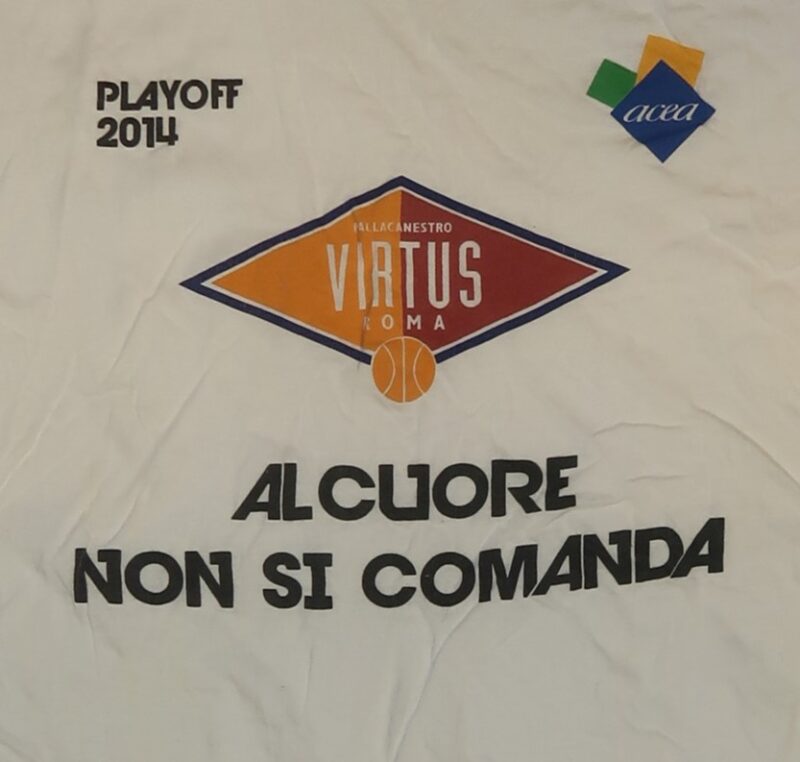 PLAYOFF
2014
acea
PALLACANESTRO
VIRTUS
ROMA
AL CUORE
NON SI COMANDA